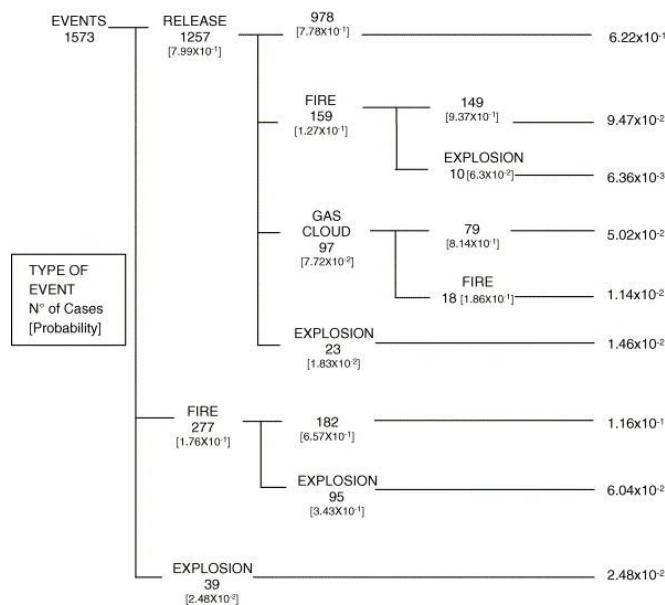 EVENTS
1573
RELEASE
1257
[7.99X10⁻¹]
978
[7.78X10⁻¹]
6.22x10⁻¹
FIRE
159
[1.27X10⁻¹]
149
[9.37X10⁻¹]
9.47x10⁻²
EXPLOSION
10 [6.3X10⁻²]
6.36x10⁻³
GAS
CLOUD
97
[7.72X10⁻²]
79
[8.14X10⁻¹]
5.02x10⁻²
FIRE
18 [1.86X10⁻¹]
1.14x10⁻²
EXPLOSION
23
[1.83X10⁻²]
1.46x10⁻²
TYPE OF
EVENT
N° of Cases
[Probability]
FIRE
277
[1.76X10⁻¹]
182
[6.57X10⁻¹]
1.16x10⁻¹
EXPLOSION
95
[3.43X10⁻¹]
6.04x10⁻²
EXPLOSION
39
[2.48X10⁻²]
2.48x10⁻²